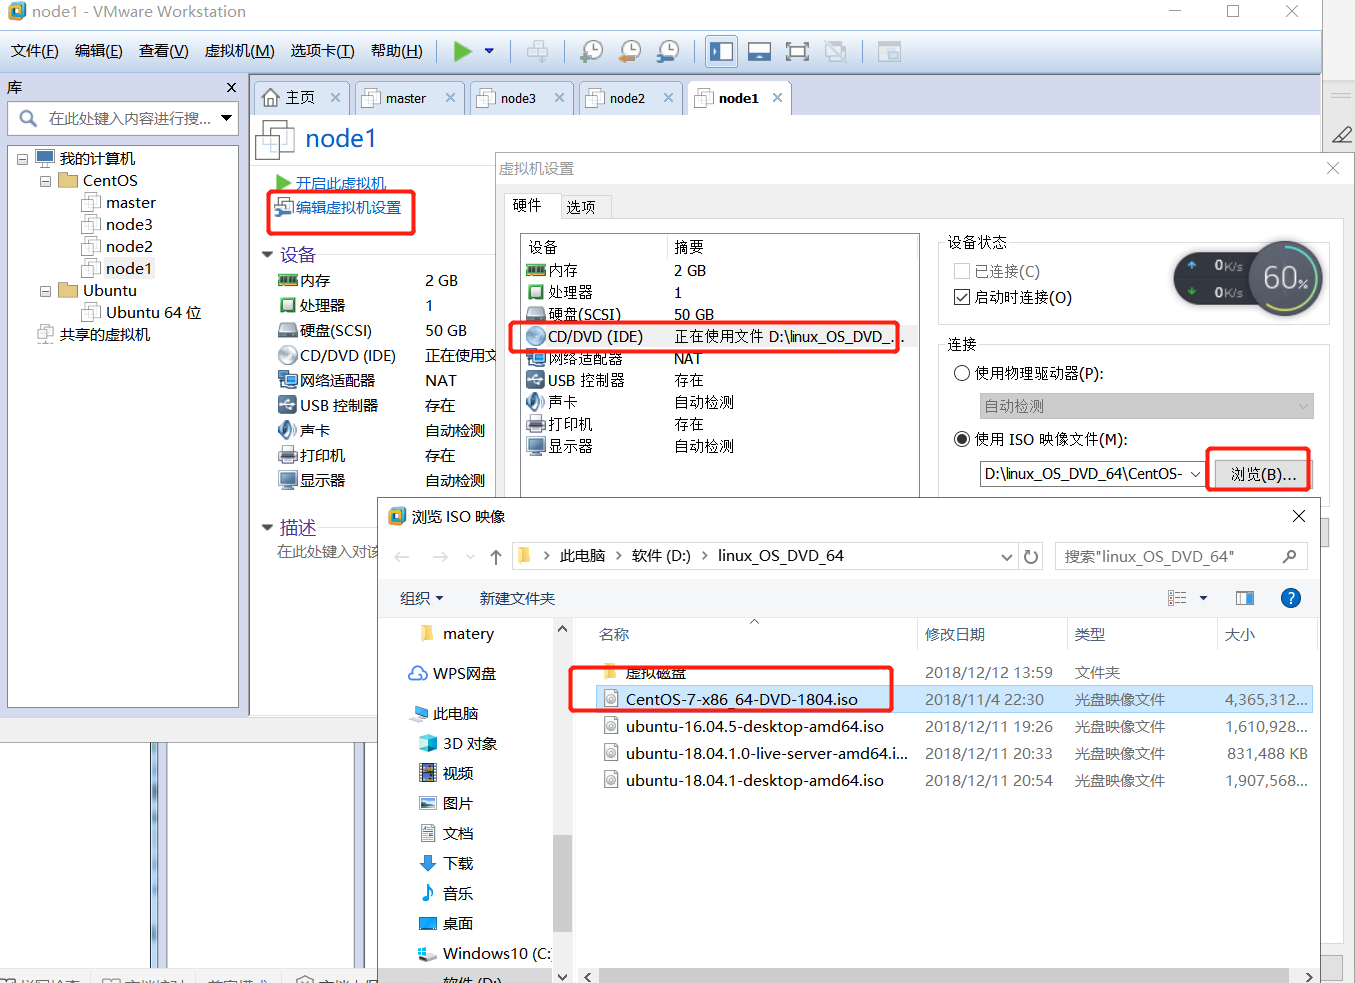 node1 - VMware Workstation
文件(F) 编辑(E) 查看(V) 虚拟机(M) 选项卡(T) 帮助(H)
库
在此处键入内容进行搜...
我的计算机
CentOS
master
node3
node2
node1
Ubuntu
Ubuntu 64 位
共享的虚拟机
主页 master node3 node2 node1
node1
开启此虚拟机
编辑虚拟机设置
设备
内存 2 GB
处理器 1
硬盘(SCSI) 50 GB
CD/DVD (IDE) 正在使用文
网络适配器 NAT
USB 控制器 存在
声卡 自动检测
打印机 存在
显示器 自动检测
描述
在此处键入对该
虚拟机设置
硬件 选项
设备 摘要
内存 2 GB
处理器 1
硬盘(SCSI) 50 GB
CD/DVD (IDE) 正在使用文件 D:\linux_OS_DVD_...
网络适配器 NAT
USB 控制器 存在
声卡 自动检测
打印机 存在
显示器 自动检测
设备状态
已连接(C)
启动时连接(O)
0K/s
0K/s
60%
连接
使用物理驱动器(P):
自动检测
使用 ISO 映像文件(M):
D:\linux_OS_DVD_64\CentOS- 浏览(B)...
浏览 ISO 映像
此电脑 › 软件 (D:) › linux_OS_DVD_64
搜索"linux_OS_DVD_64"
组织 新建文件夹
matery
WPS网盘
此电脑
3D 对象
视频
图片
文档
下载
音乐
桌面
Windows10 (C:
软件 (D:)
名称 修改日期 类型 大小
虚拟磁盘 2018/12/12 13:59 文件夹
CentOS-7-x86_64-DVD-1804.iso 2018/11/4 22:30 光盘映像文件 4,365,312...
ubuntu-16.04.5-desktop-amd64.iso 2018/12/11 19:26 光盘映像文件 1,610,928...
ubuntu-18.04.1.0-live-server-amd64.i... 2018/12/11 20:33 光盘映像文件 831,488 KB
ubuntu-18.04.1-desktop-amd64.iso 2018/12/11 20:54 光盘映像文件 1,907,568...